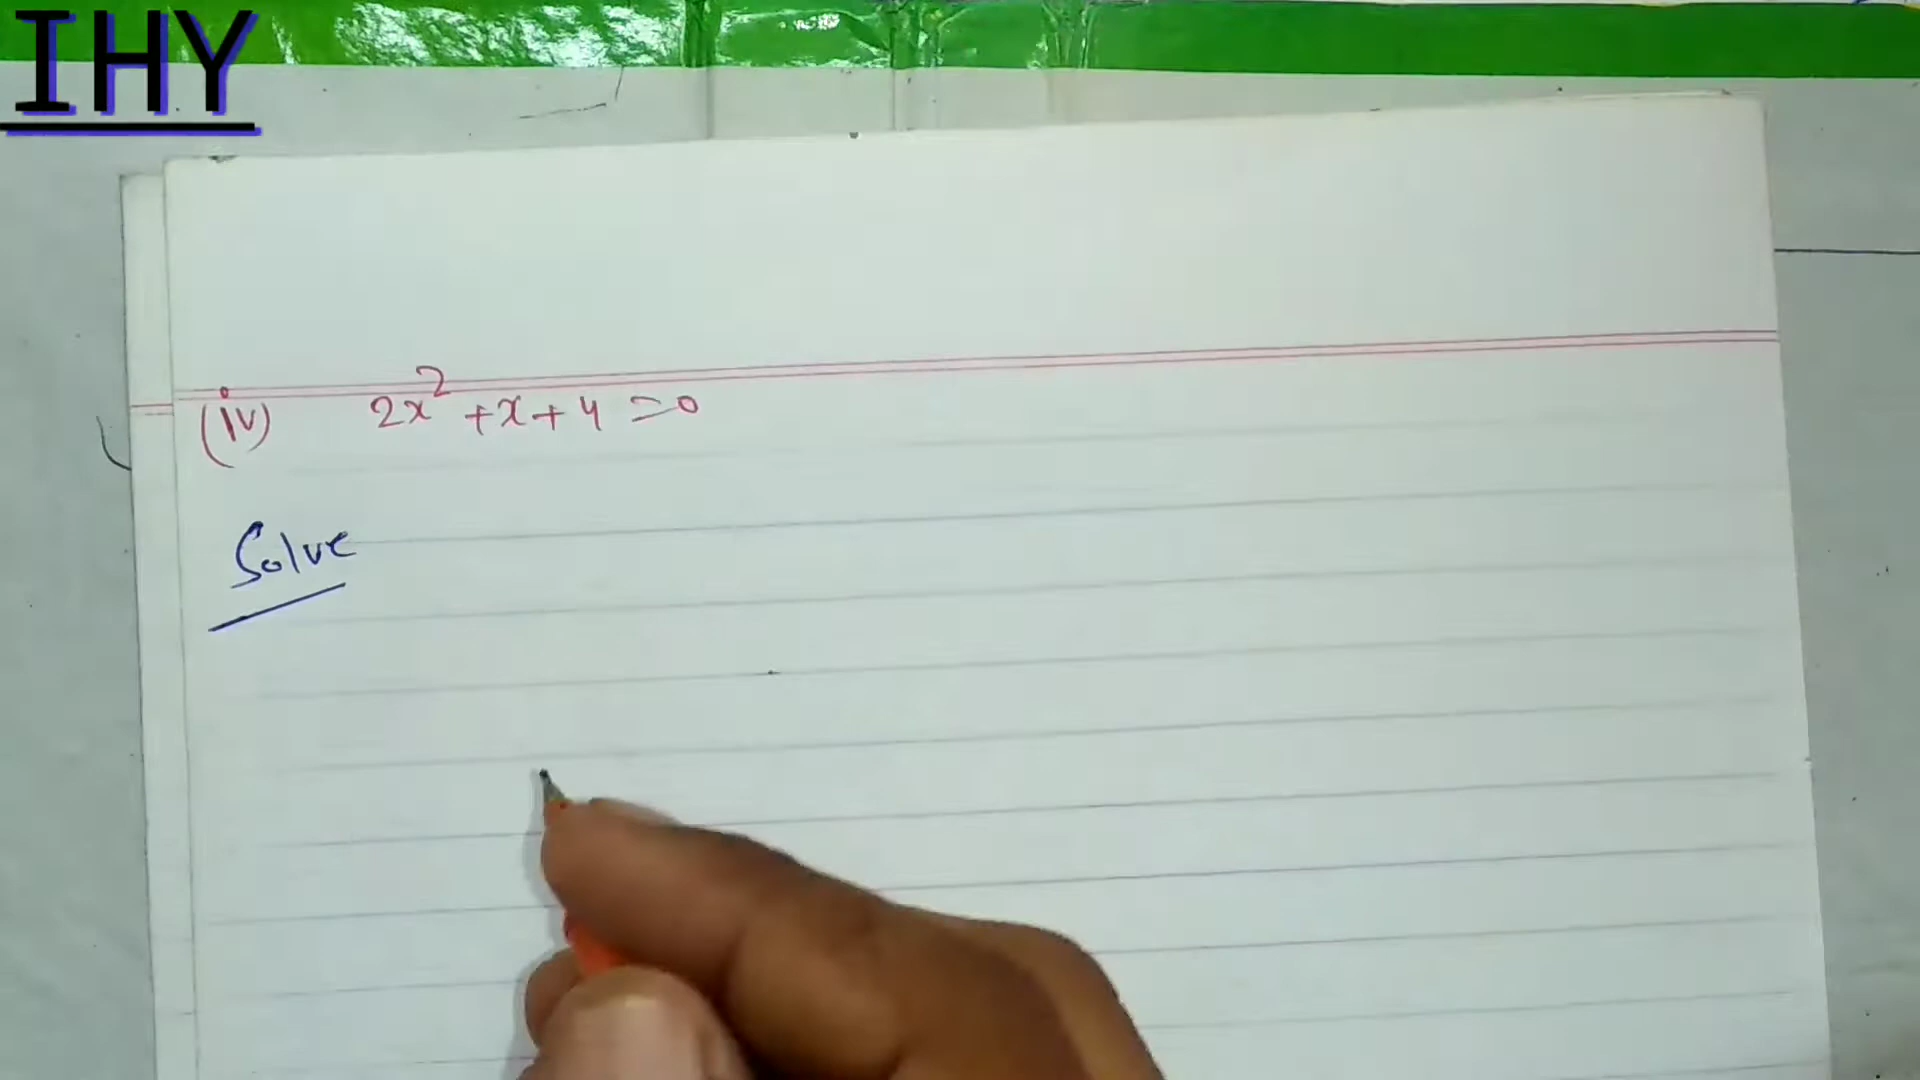 IHY
(iv) 2x² + x + 4 = 0
Solve